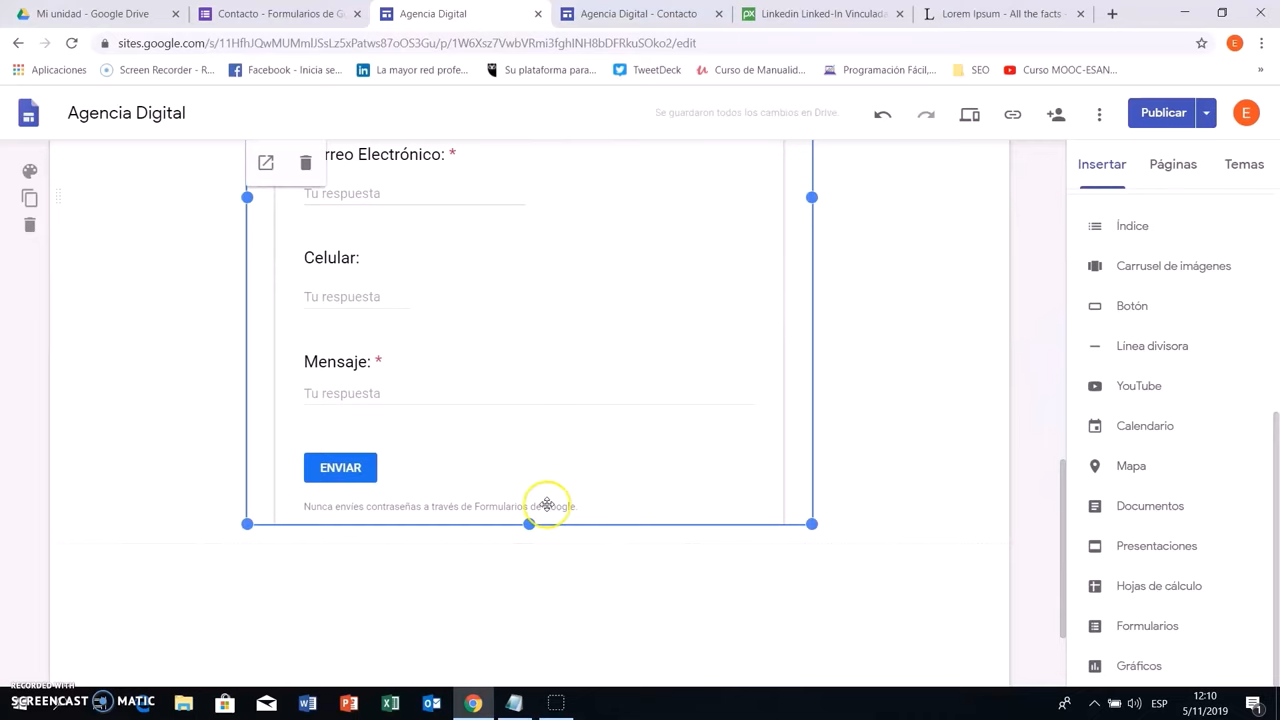 Mi unidad - Google Drive
Contacto - Formularios de Gu
Agencia Digital
Agencia Digital - Contacto
Linkedin Linked-In Vinculada
Lorem Ipsum - All the facts -
sites.google.com/s/11HfhJQwMUMmIJSsLz5xPatws87oOS3Gu/p/1W6Xsz7VwbVRmi3fghINH8bDFRkuSOko2/edit
E
Aplicaciones
Screen Recorder - R...
Facebook - Inicia se...
La mayor red profe...
Su plataforma para...
TweetDeck
Curso de Manualid...
Programación Fácil,...
SEO
Curso MOOC-ESAN...
»
Agencia Digital
Se guardaron todos los cambios en Drive.
Publicar
E
Insertar
Páginas
Temas
orreo Electrónico: *
Tu respuesta
Celular:
Tu respuesta
Mensaje: *
Tu respuesta
ENVIAR
Nunca envíes contraseñas a través de Formularios de Google.
Índice
Carrusel de imágenes
Botón
Línea divisora
YouTube
Calendario
Mapa
Documentos
Presentaciones
Hojas de cálculo
Formularios
Gráficos
RECORDED WITH
SCREENCAST MATIC
ESP
12:10
5/11/2019
1